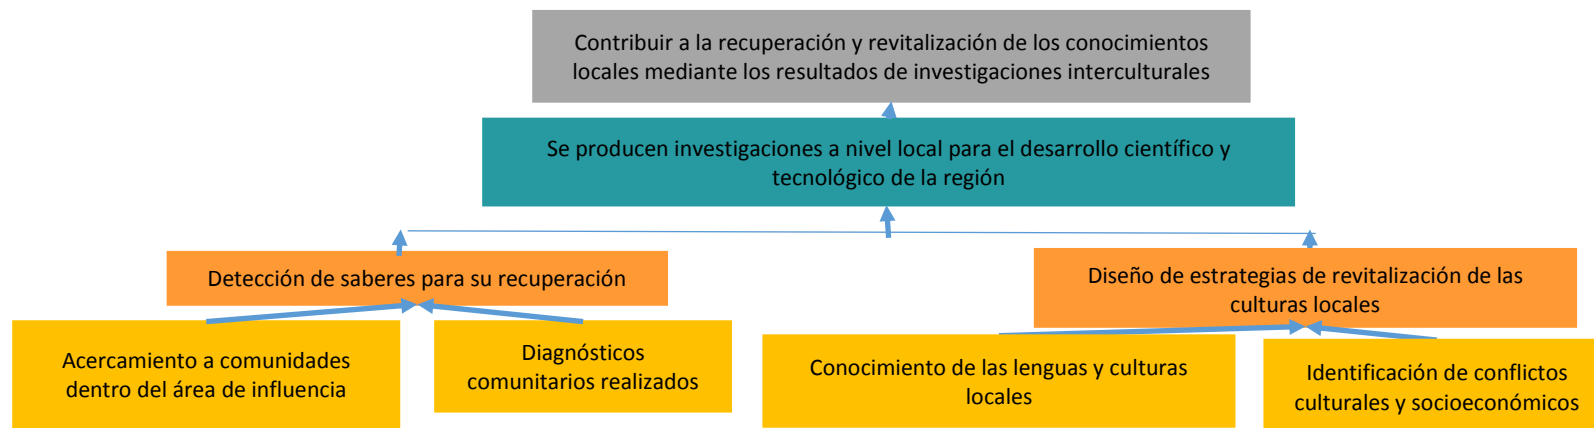 Contribuir a la recuperación y revitalización de los conocimientos
locales mediante los resultados de investigaciones interculturales
Se producen investigaciones a nivel local para el desarrollo científico y
tecnológico de la región
Detección de saberes para su recuperación
Diseño de estrategias de revitalización de las
culturas locales
Acercamiento a comunidades
dentro del área de influencia
Diagnósticos
comunitarios realizados
Conocimiento de las lenguas y culturas
locales
Identificación de conflictos
culturales y socioeconómicos